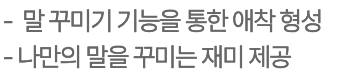 - 말 꾸미기 기능을 통한 애착 형성
- 나만의 말을 꾸미는 재미 제공